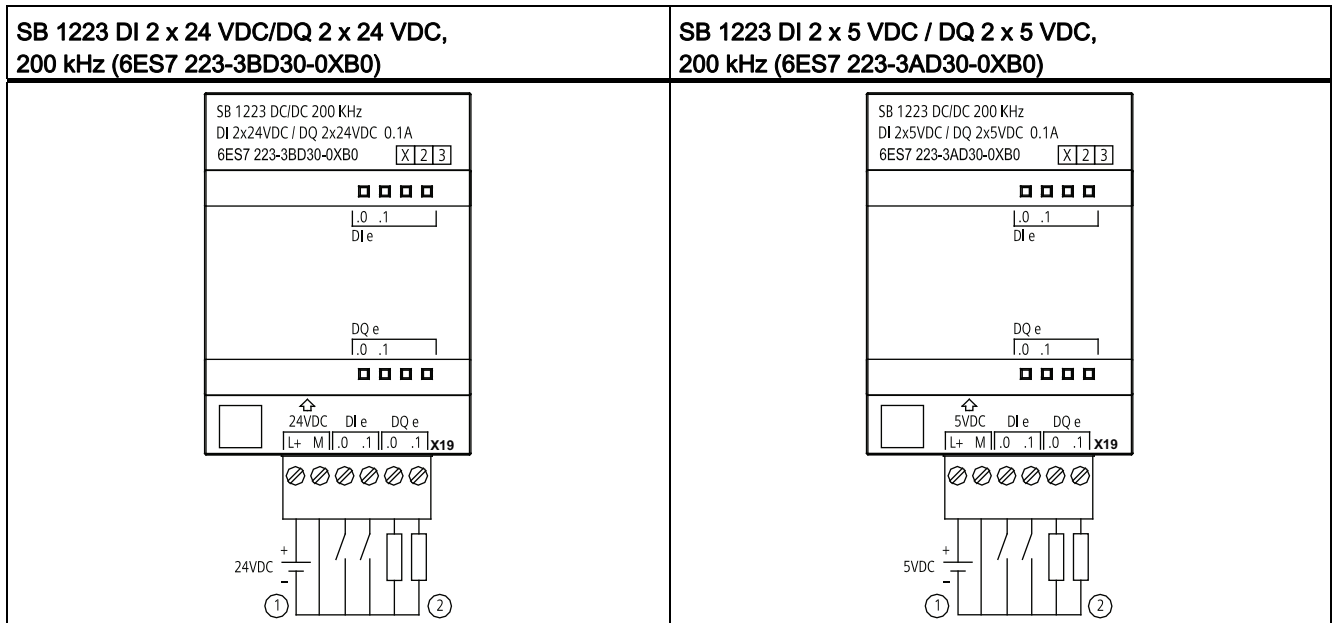 SB 1223 DI 2 x 24 VDC/DQ 2 x 24 VDC,
200 kHz (6ES7 223-3BD30-0XB0)
SB 1223 DI 2 x 5 VDC / DQ 2 x 5 VDC,
200 kHz (6ES7 223-3AD30-0XB0)
SB 1223 DC/DC 200 KHz
DI 2x24VDC / DQ 2x24VDC 0.1A
6ES7 223-3BD30-0XB0 X 2 3
.0 .1
DI e
DQ e
.0 .1
24VDC DI e DQ e
L+ M .0 .1 .0 .1 X19
24VDC + -
1 2
SB 1223 DC/DC 200 KHz
DI 2x5VDC / DQ 2x5VDC 0.1A
6ES7 223-3AD30-0XB0 X 2 3
.0 .1
DI e
DQ e
.0 .1
5VDC DI e DQ e
L+ M .0 .1 .0 .1 X19
5VDC + -
1 2